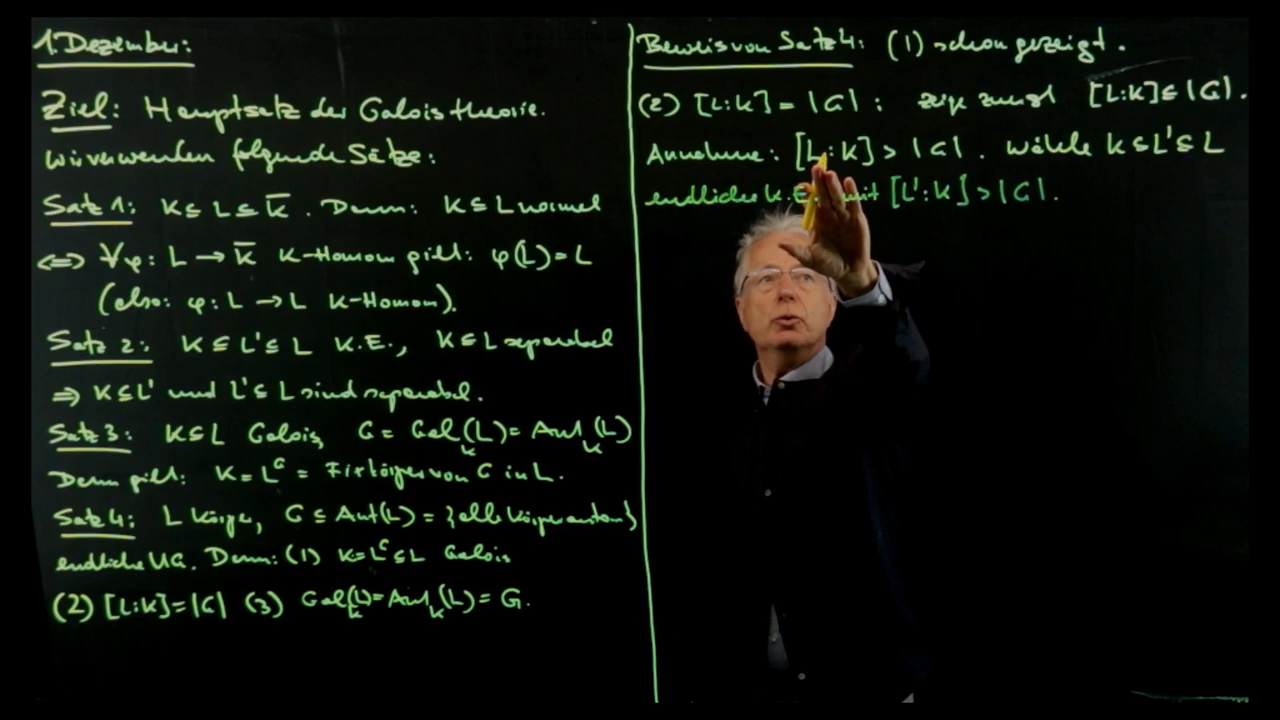 1. Dezember:
Ziel: Hauptsatz der Galoistheorie.
Wir verwenden folgende Sätze:
Satz 1: K ⊆ L ⊆ K̅. Dann: K ⊆ L normal
⟺ ∀φ: L → K̅ K-Homom gilt: φ(L) = L
(also: φ: L → L K-Homom).
Satz 2: K ⊆ L' ⊆ L K.E., K ⊆ L separabel
⇒ K ⊆ L' und L' ⊆ L sind separabel.
Satz 3: K ⊆ L Galois, G = Gal_K(L) = Aut_K(L)
Dann gilt: K = L^G = Fixkörper von G in L.
Satz 4: L Körper, G ⊆ Aut(L) = {alle Körperautom}
endliche UG. Dann: (1) K = L^G ⊆ L Galois
(2) [L:K] = |G| (3) Gal_K(L) = Aut_K(L) = G.
Beweis von Satz 4: (1) schon gezeigt.
(2) [L:K] = |G|: zeige zuerst [L:K] ≤ |G|.
Annahme: [L:K] > |G|. Wähle K ⊆ L' ⊆ L
endliche K.E. mit [L':K] > |G|.